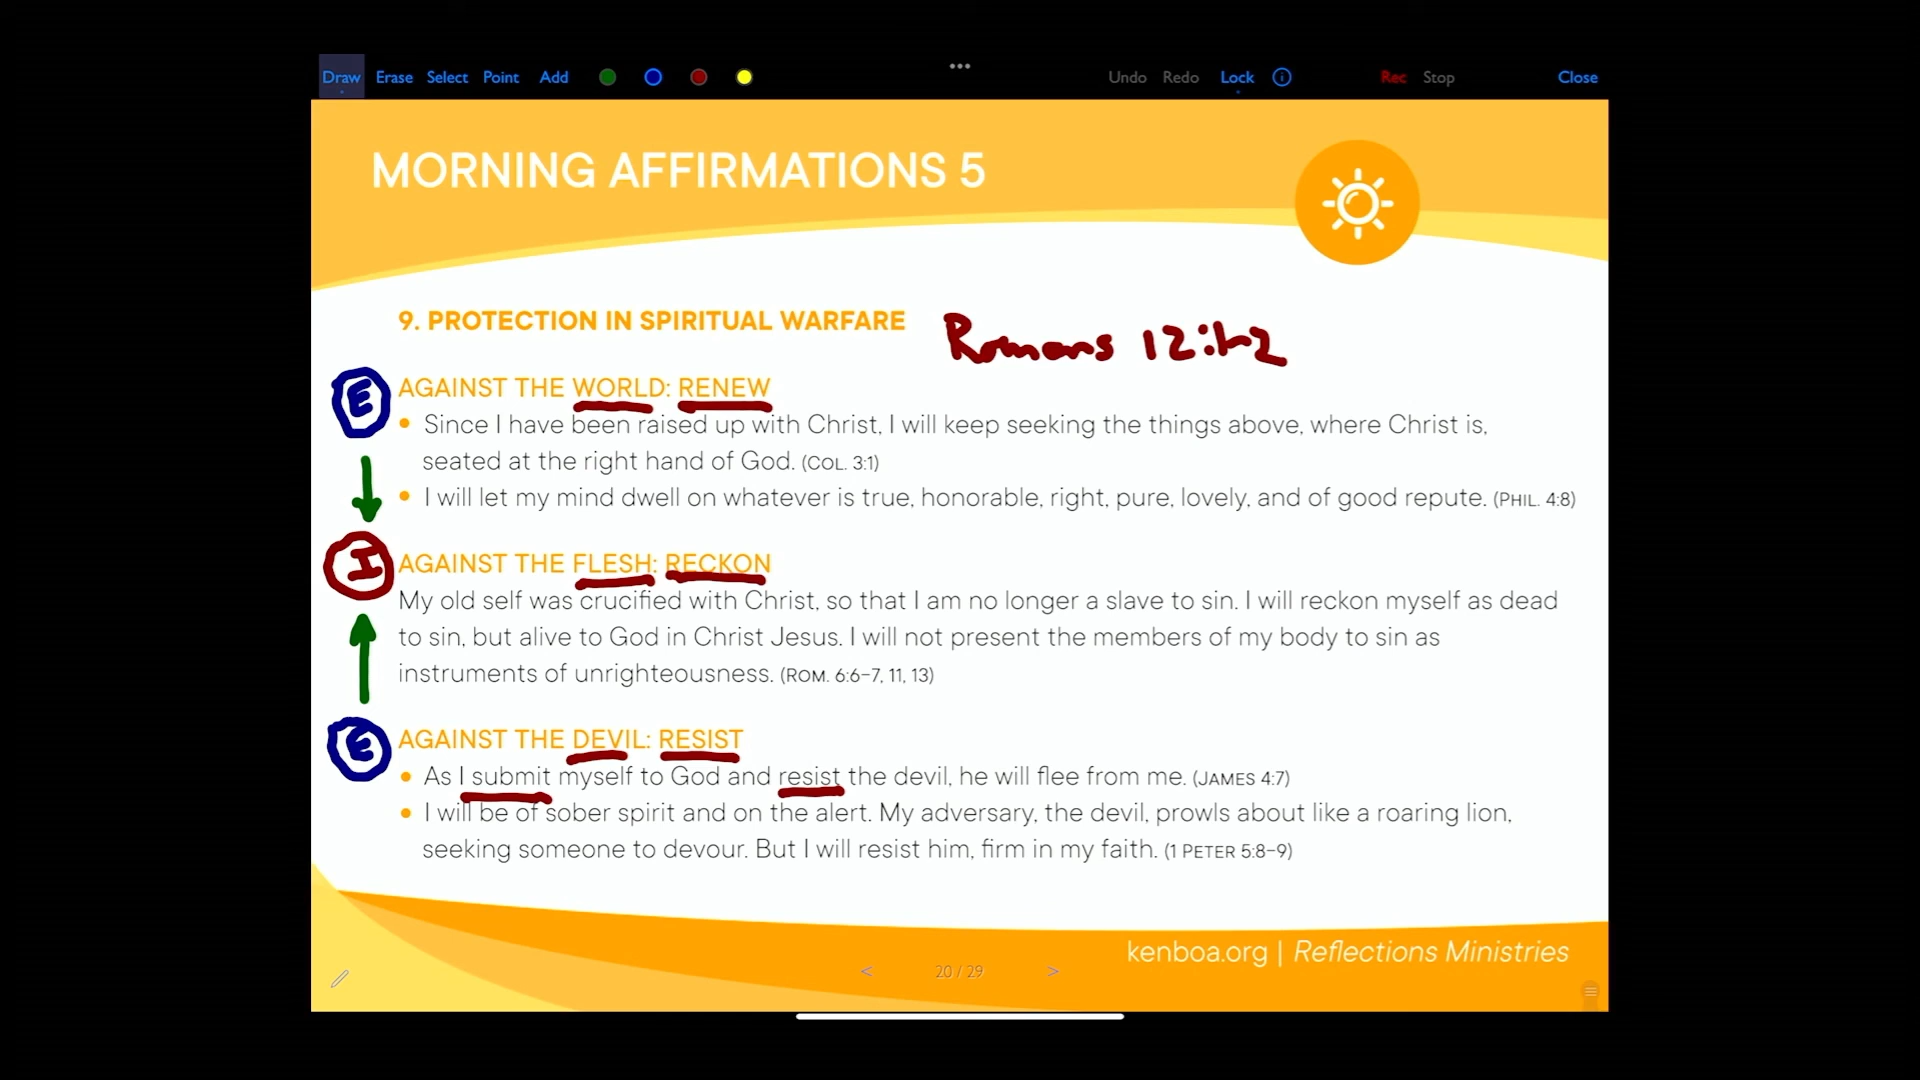 Draw Erase Select Point Add ••• Undo Redo Lock Rec Stop Close
MORNING AFFIRMATIONS 5
9. PROTECTION IN SPIRITUAL WARFARE
Romans 12:1-2
E
AGAINST THE WORLD: RENEW
• Since I have been raised up with Christ, I will keep seeking the things above, where Christ is,
seated at the right hand of God. (COL. 3:1)
• I will let my mind dwell on whatever is true, honorable, right, pure, lovely, and of good repute. (PHIL. 4:8)
I
AGAINST THE FLESH: RECKON
My old self was crucified with Christ, so that I am no longer a slave to sin. I will reckon myself as dead
to sin, but alive to God in Christ Jesus. I will not present the members of my body to sin as
instruments of unrighteousness. (ROM. 6:6–7, 11, 13)
E
AGAINST THE DEVIL: RESIST
• As I submit myself to God and resist the devil, he will flee from me. (JAMES 4:7)
• I will be of sober spirit and on the alert. My adversary, the devil, prowls about like a roaring lion,
seeking someone to devour. But I will resist him, firm in my faith. (1 PETER 5:8–9)
kenboa.org | Reflections Ministries
< 20 / 29 >